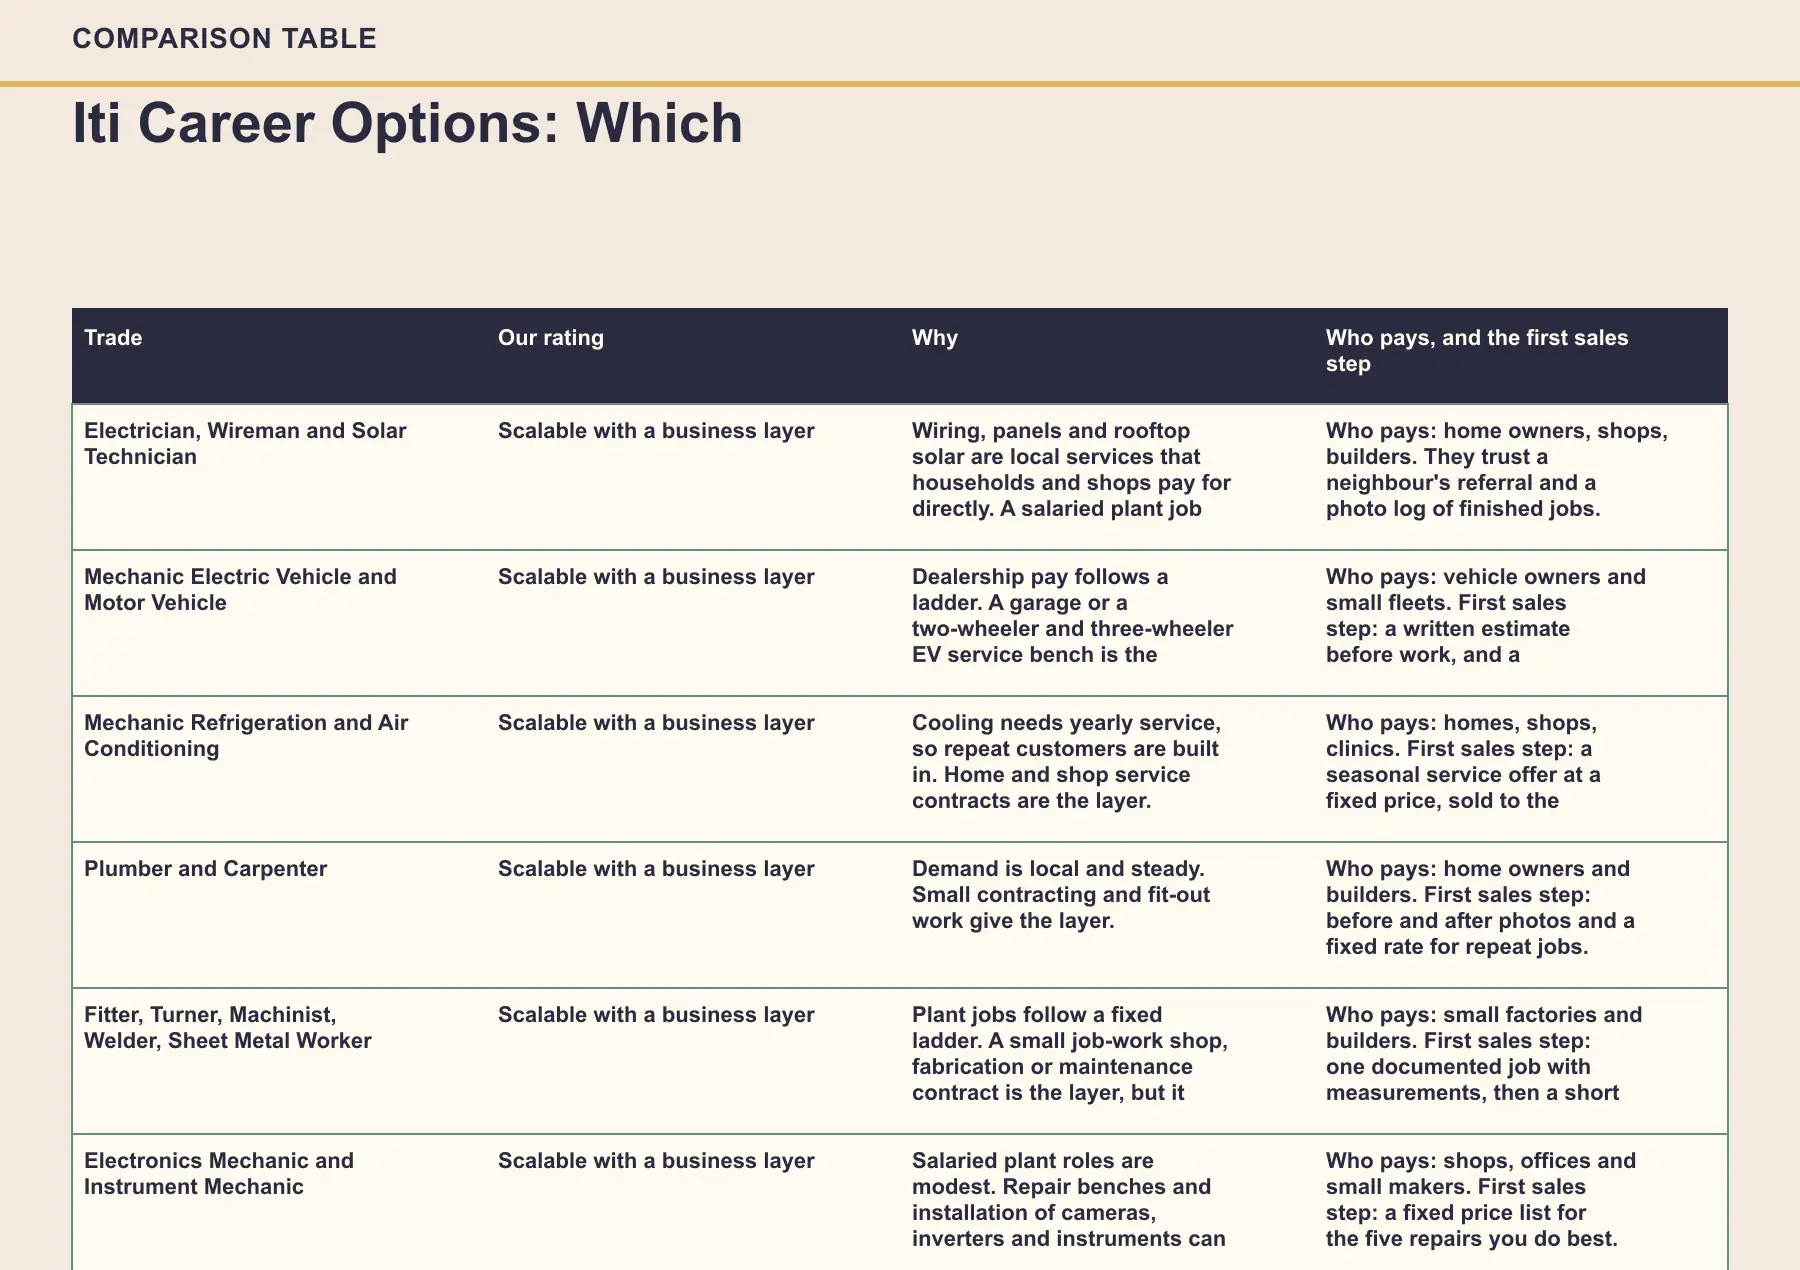 COMPARISON TABLE
Iti Career Options: Which
Trade
Our rating
Why
Who pays, and the first sales
step
Electrician, Wireman and Solar
Technician
Scalable with a business layer
Wiring, panels and rooftop
solar are local services that
households and shops pay for
directly. A salaried plant job
Who pays: home owners, shops,
builders. They trust a
neighbour's referral and a
photo log of finished jobs.
Mechanic Electric Vehicle and
Motor Vehicle
Scalable with a business layer
Dealership pay follows a
ladder. A garage or a
two-wheeler and three-wheeler
EV service bench is the
Who pays: vehicle owners and
small fleets. First sales
step: a written estimate
before work, and a
Mechanic Refrigeration and Air
Conditioning
Scalable with a business layer
Cooling needs yearly service,
so repeat customers are built
in. Home and shop service
contracts are the layer.
Who pays: homes, shops,
clinics. First sales step: a
seasonal service offer at a
fixed price, sold to the
Plumber and Carpenter
Scalable with a business layer
Demand is local and steady.
Small contracting and fit-out
work give the layer.
Who pays: home owners and
builders. First sales step:
before and after photos and a
fixed rate for repeat jobs.
Fitter, Turner, Machinist,
Welder, Sheet Metal Worker
Scalable with a business layer
Plant jobs follow a fixed
ladder. A small job-work shop,
fabrication or maintenance
contract is the layer, but it
Who pays: small factories and
builders. First sales step:
one documented job with
measurements, then a short
Electronics Mechanic and
Instrument Mechanic
Scalable with a business layer
Salaried plant roles are
modest. Repair benches and
installation of cameras,
inverters and instruments can
Who pays: shops, offices and
small makers. First sales
step: a fixed price list for
the five repairs you do best.